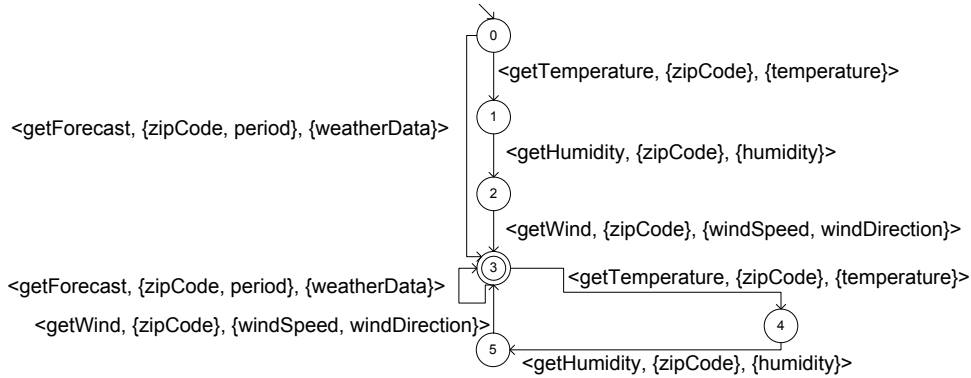 0
<getTemperature, {zipCode}, {temperature}>
1
<getForecast, {zipCode, period}, {weatherData}>
<getHumidity, {zipCode}, {humidity}>
2
<getWind, {zipCode}, {windSpeed, windDirection}>
3
<getTemperature, {zipCode}, {temperature}>
<getForecast, {zipCode, period}, {weatherData}>
<getWind, {zipCode}, {windSpeed, windDirection}>
4
5
<getHumidity, {zipCode}, {humidity}>